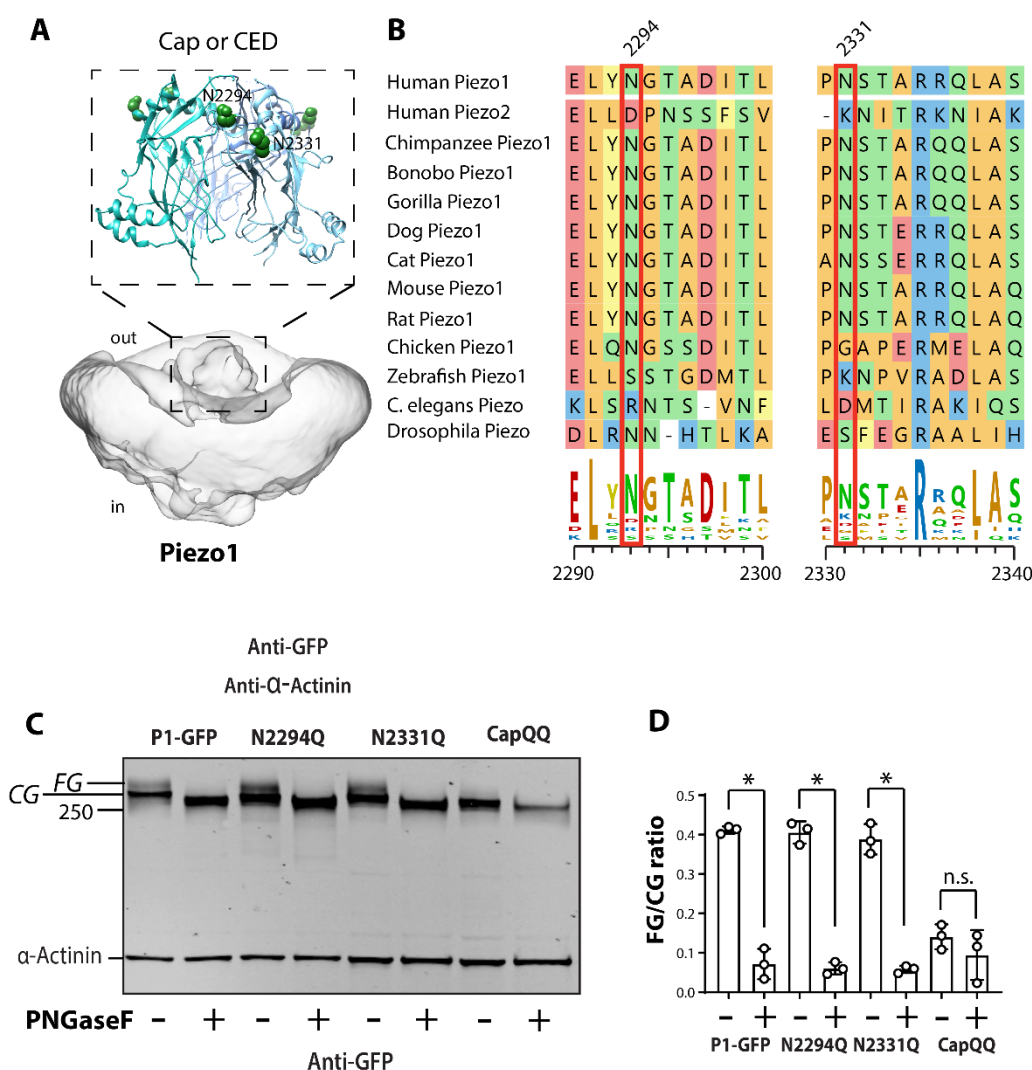 A
Cap or CED
N2294
N2331
out
in
Piezo1
B
2294
2331
Human Piezo1 E L Y N G T A D I T L P N S T A R R Q L A S
Human Piezo2 E L L D P N S S F S V - K N I T R K N I A K
Chimpanzee Piezo1 E L Y N G T A D I T L P N S T A R Q Q L A S
Bonobo Piezo1 E L Y N G T A D I T L P N S T A R Q Q L A S
Gorilla Piezo1 E L Y N G T A D I T L P N S T A R Q Q L A S
Dog Piezo1 E L Y N G T A D I T L P N S T E R R Q L A S
Cat Piezo1 E L Y N G T A D I T L A N S S E R R Q L A S
Mouse Piezo1 E L Y N G T A D I T L P N S T A R R Q L A Q
Rat Piezo1 E L Y N G T A D I T L P N S T A R R Q L A Q
Chicken Piezo1 E L Q N G S S D I T L P G A P E R M E L A Q
Zebrafish Piezo1 E L L S S T G D M T L P K N P V R A D L A S
C. elegans Piezo K L S R N T S - V N F L D M T I R A K I Q S
Drosophila Piezo D L R N N - H T L K A E S F E G R A A L I H
E L Y N G T A D I T L P N S T A R R Q L A S
2290 2300 2330 2340
Anti-GFP
Anti-α-Actinin
C
P1-GFP N2294Q N2331Q CapQQ
FG
CG
250
α-Actinin
PNGaseF − + − + − + − +
Anti-GFP
D
* * *
n.s.
FG/CG ratio
0.5
0.4
0.3
0.2
0.1
0.0
− + − + − + − +
P1-GFP N2294Q N2331Q CapQQ